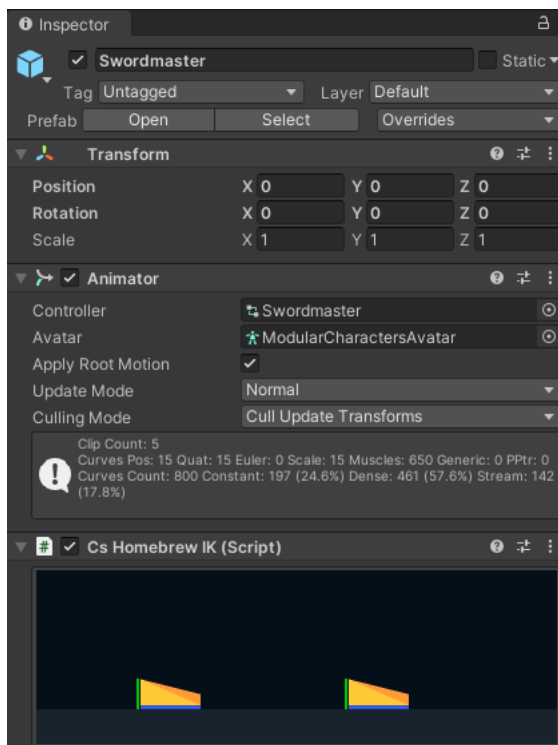 Inspector
Swordmaster Static
Tag Untagged Layer Default
Prefab Open Select Overrides
Transform
Position X 0 Y 0 Z 0
Rotation X 0 Y 0 Z 0
Scale X 1 Y 1 Z 1
Animator
Controller Swordmaster
Avatar ModularCharactersAvatar
Apply Root Motion
Update Mode Normal
Culling Mode Cull Update Transforms
Clip Count: 5
Curves Pos: 15 Quat: 15 Euler: 0 Scale: 15 Muscles: 650 Generic: 0 PPtr: 0
Curves Count: 800 Constant: 197 (24.6%) Dense: 461 (57.6%) Stream: 142
(17.8%)
# Cs Homebrew IK (Script)